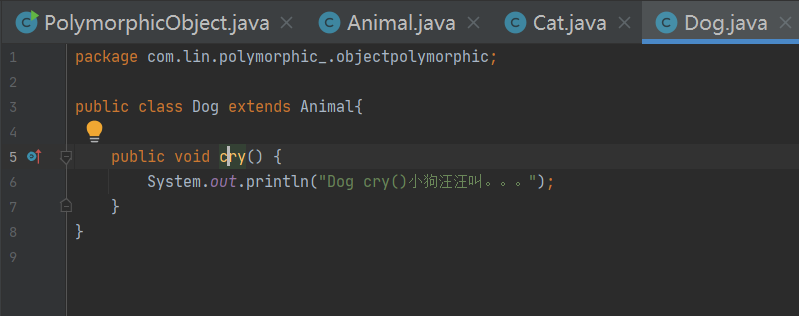 PolymorphicObject.java Animal.java Cat.java Dog.java
1 package com.lin.polymorphic_.objectpolymorphic;
2
3 public class Dog extends Animal{
4
5 public void cry() {
6 System.out.println("Dog cry()小狗汪汪叫。。。");
7 }
8 }
9